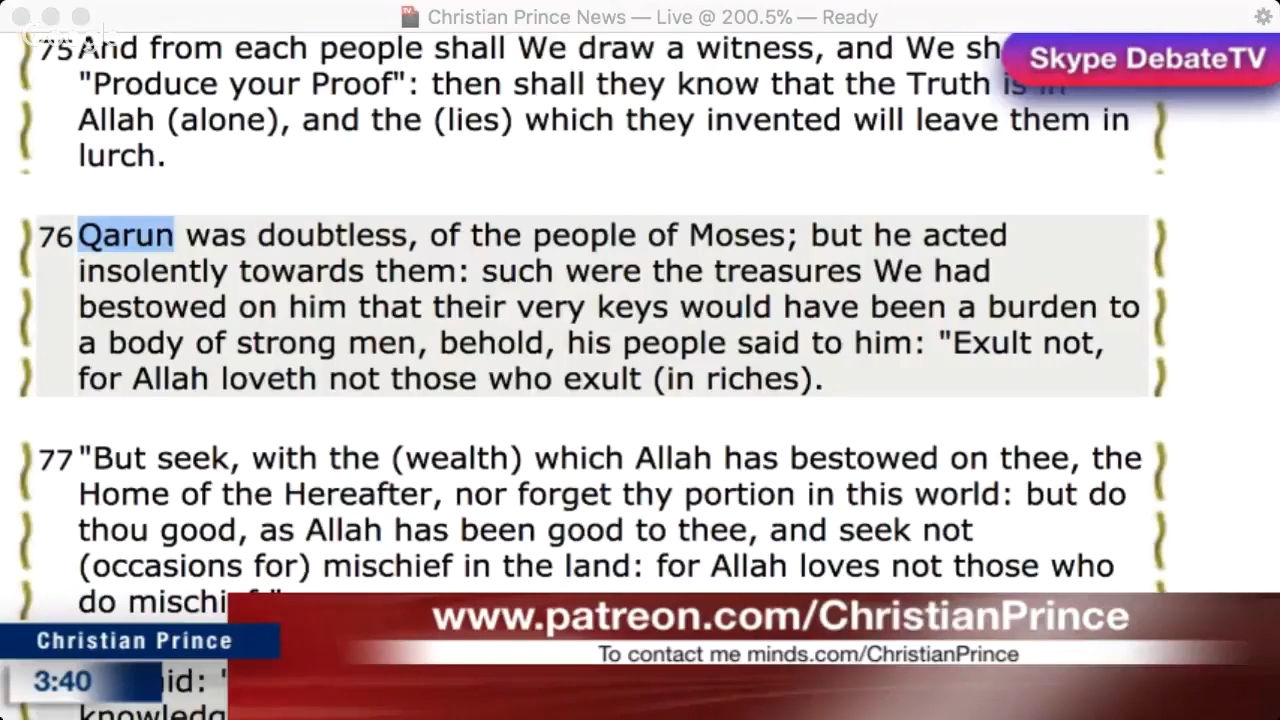 Christian Prince News — Live @ 200.5% — Ready
Google
75 And from each people shall We draw a witness, and We
Skype DebateTV
"Produce your Proof": then shall they know that the Truth is in
Allah (alone), and the (lies) which they invented will leave them in
lurch.
76 Qarun was doubtless, of the people of Moses; but he acted
insolently towards them: such were the treasures We had
bestowed on him that their very keys would have been a burden to
a body of strong men, behold, his people said to him: "Exult not,
for Allah loveth not those who exult (in riches).
77 "But seek, with the (wealth) which Allah has bestowed on thee, the
Home of the Hereafter, nor forget thy portion in this world: but do
thou good, as Allah has been good to thee, and seek not
(occasions for) mischief in the land: for Allah loves not those who
do
www.patreon.com/ChristianPrince
Christian Prince
To contact me minds.com/ChristianPrince
3:40